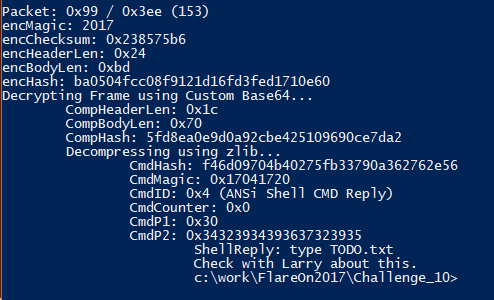 Packet: 0x99 / 0x3ee (153)
encMagic: 2017
encChecksum: 0x238575b6
encHeaderLen: 0x24
encBodyLen: 0xbd
encHash: ba0504fcc08f9121d16fd3fed1710e60
Decrypting Frame using Custom Base64...
CompHeaderLen: 0x1c
CompBodyLen: 0x70
CompHash: 5fd8ea0e9d0a92cbe425109690ce7da2
Decompressing using zlib...
CmdHash: f46d09704b40275fb33790a362762e56
CmdMagic: 0x17041720
CmdID: 0x4 (ANSi Shell CMD Reply)
CmdCounter: 0x0
CmdP1: 0x30
CmdP2: 0x34323934393637323935
ShellReply: type TODO.txt
Check with Larry about this.
c:\work\FlareOn2017\Challenge_10>